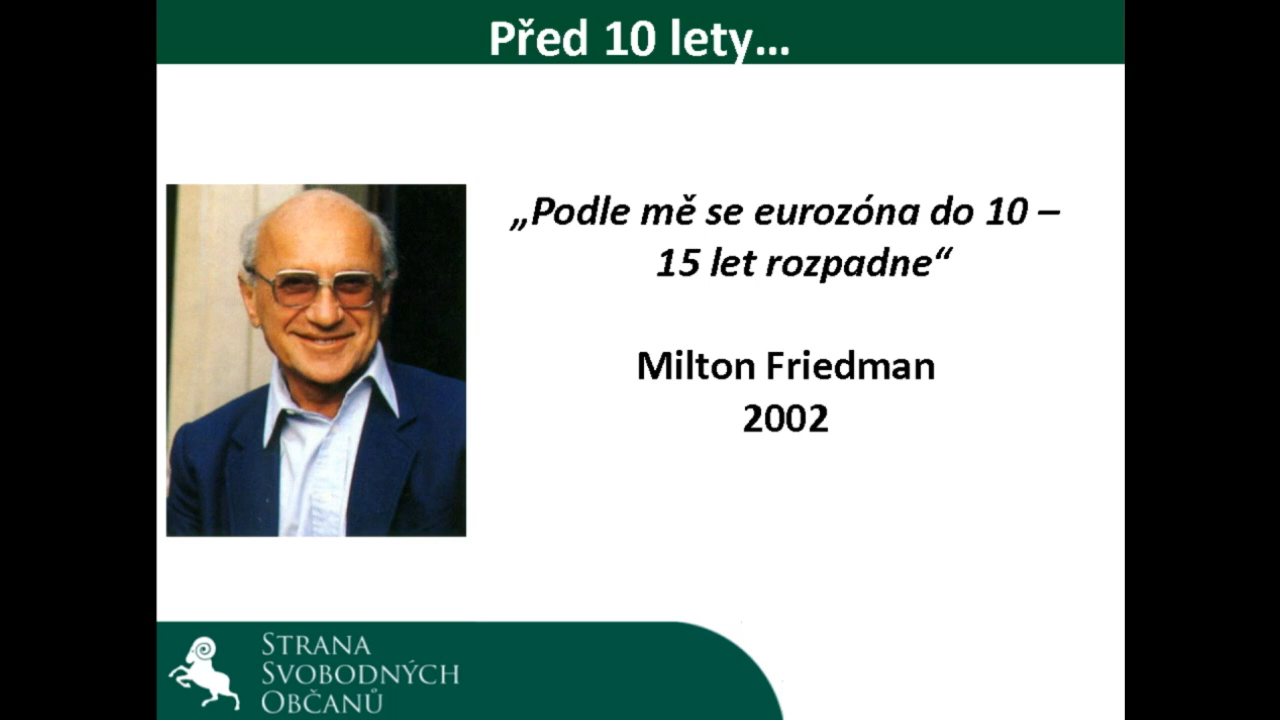 Před 10 lety...
„Podle mě se eurozóna do 10 –
15 let rozpadne“
Milton Friedman
2002
STRANA
SVOBODNÝCH
OBČANŮ